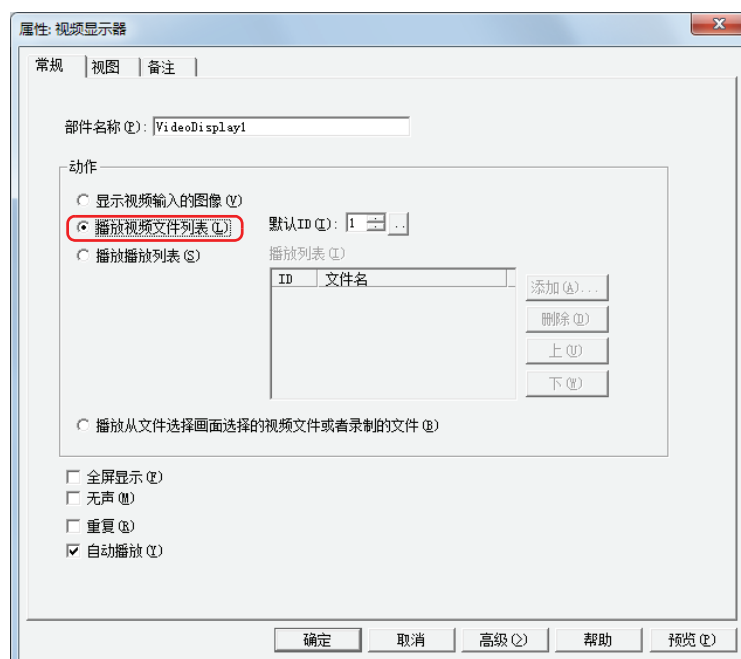 属性: 视频显示器
常规 视图 备注
部件名称(P): VideoDisplay1
动作
显示视频输入的图像(V)
播放视频文件列表(L) 默认ID(I): 1 ..
播放播放列表(S) 播放列表(I)
ID 文件名
添加(A)...
删除(D)
上(U)
下(W)
播放从文件选择画面选择的视频文件或者录制的文件(B)
全屏显示(F)
无声(M)
重复(R)
自动播放(Y)
确定 取消 高级(>) 帮助 预览(P)